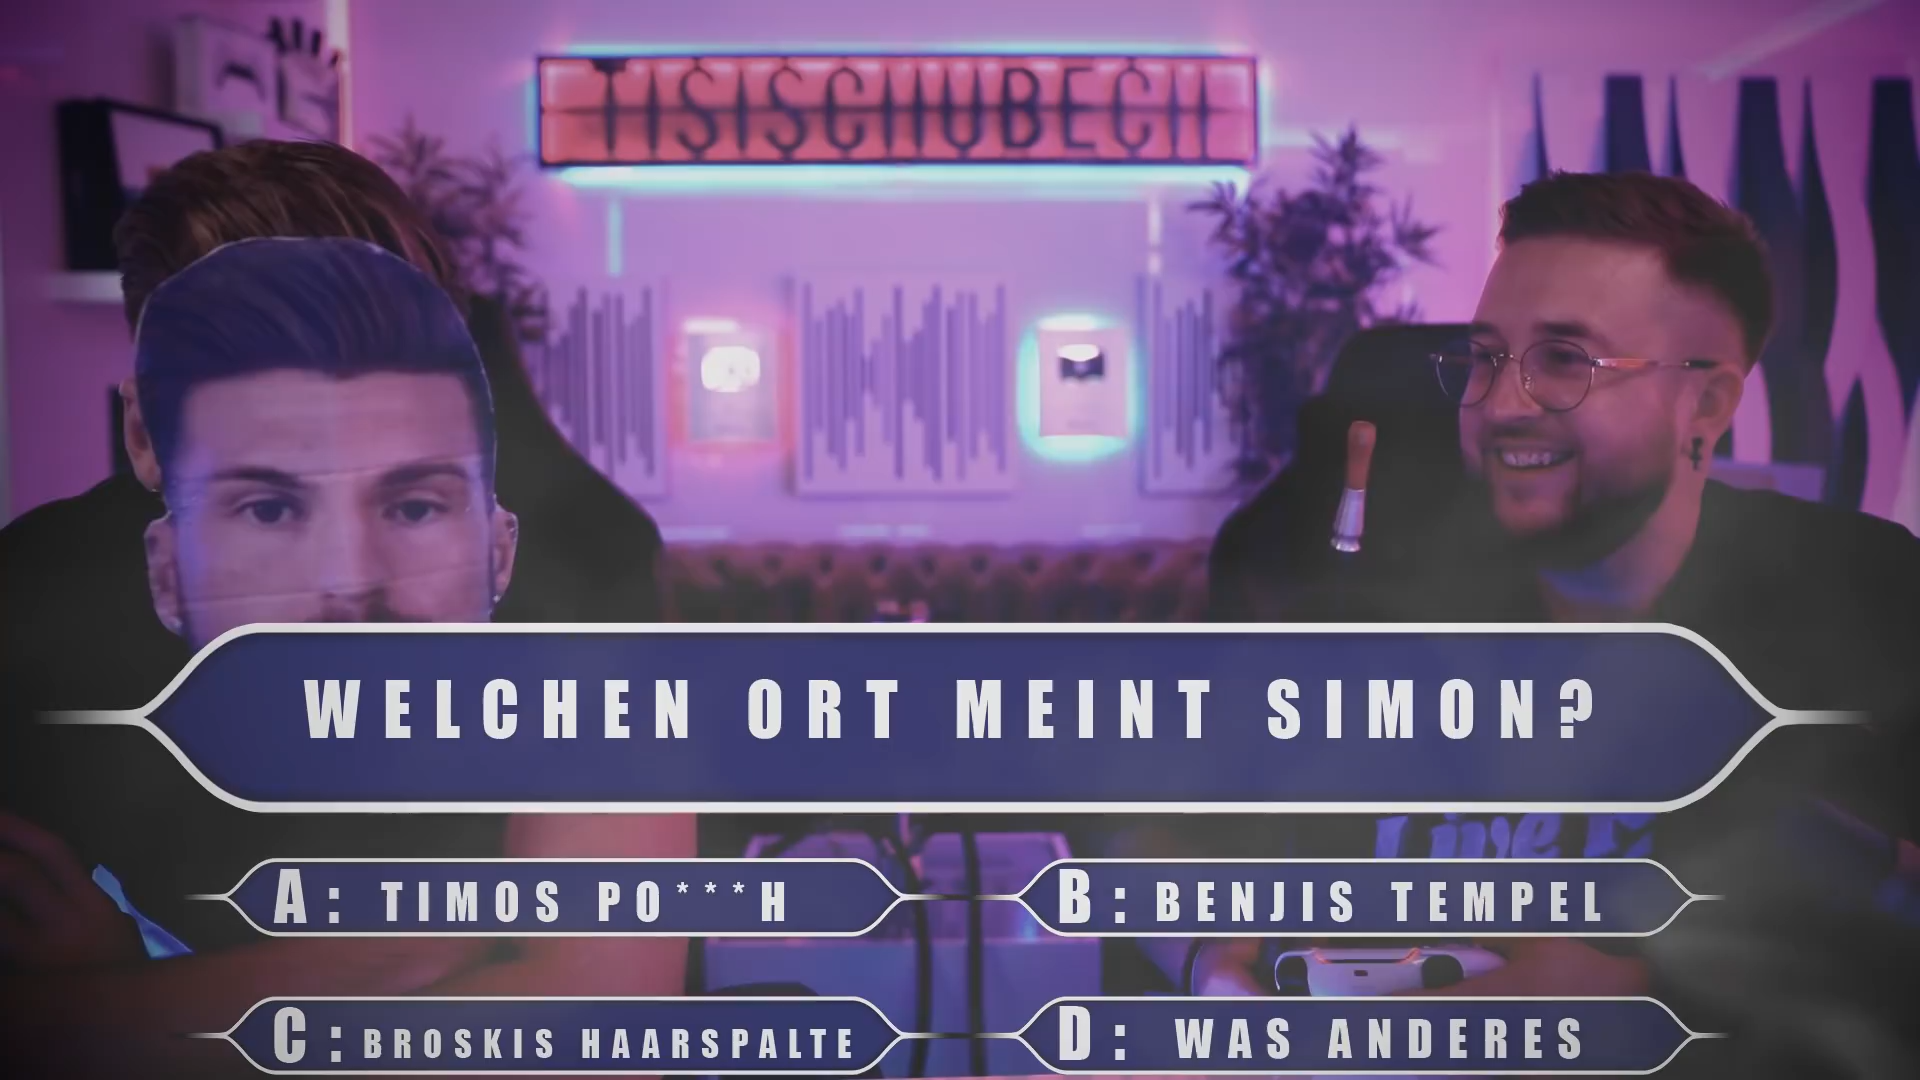 TISISCHUBECH
WELCHEN ORT MEINT SIMON?
A: TIMOS PO***H
B: BENJIS TEMPEL
C: BROSKIS HAARSPALTE
D: WAS ANDERES